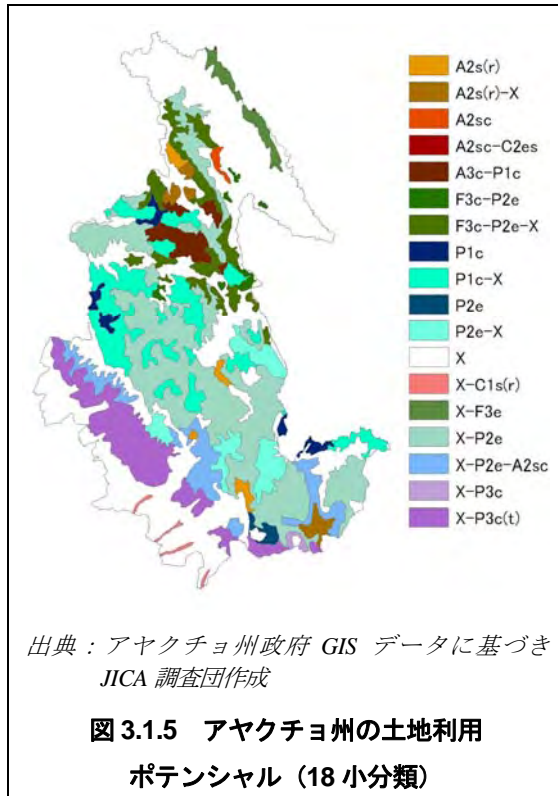 A2s(r)
A2s(r)-X
A2sc
A2sc-C2es
A3c-P1c
F3c-P2e
F3c-P2e-X
P1c
P1c-X
P2e
P2e-X
X
X-C1s(r)
X-F3e
X-P2e
X-P2e-A2sc
X-P3c
X-P3c(t)
出典：アヤクチョ州政府 GIS データに基づき
JICA 調査団作成
図 3.1.5 アヤクチョ州の土地利用
ポテンシャル（18 小分類）